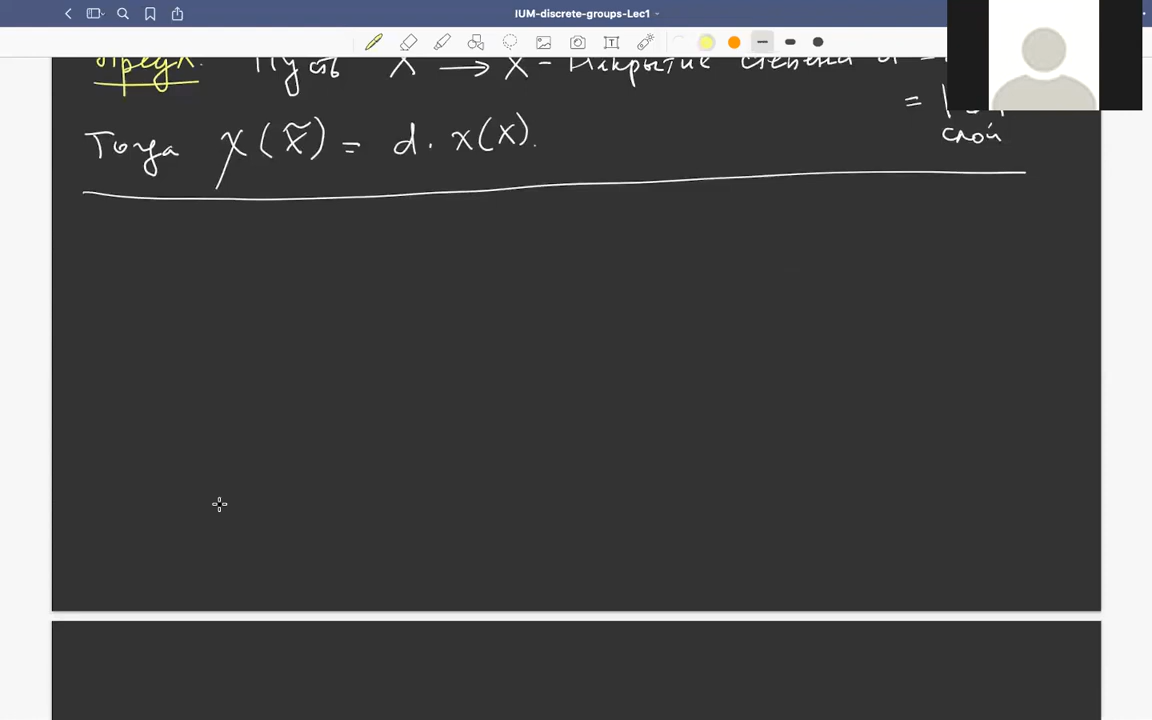 IUM-discrete-groups-Lec1
Предл. Пусть X̃ → X - накрытие степени d
= 
слой
Тогда χ(X̃) = d · χ(X).